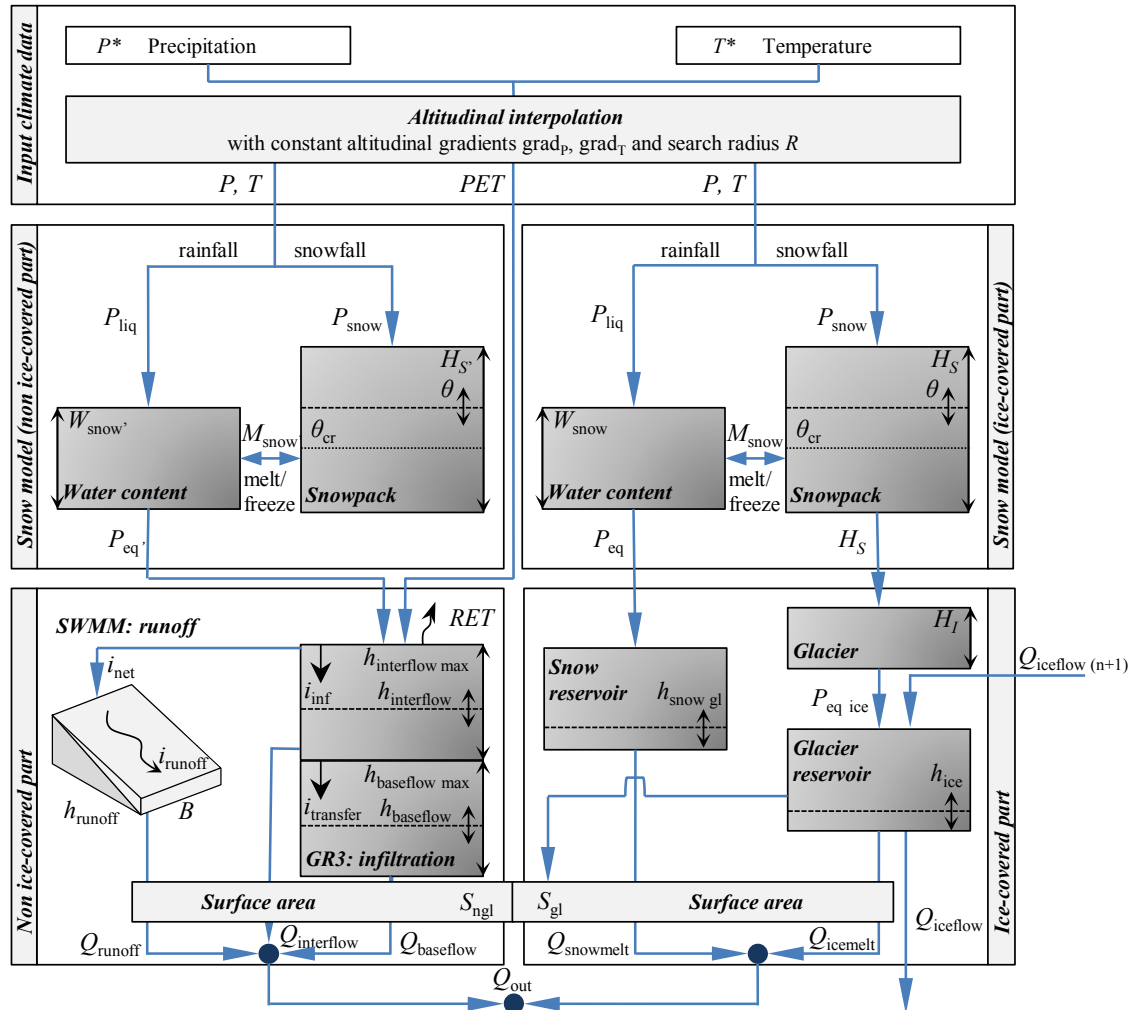 Input climate data
P* Precipitation
T* Temperature
Altitudinal interpolation
with constant altitudinal gradients grad_P, grad_T and search radius R
P, T
PET
P, T
Snow model (non ice-covered part)
rainfall
snowfall
P_liq
P_snow
H_S'
θ
W_snow'
M_snow'
θ_cr
melt/
freeze
Water content
Snowpack
P_eq'
Snow model (ice-covered part)
rainfall
snowfall
P_liq
P_snow
H_S
θ
W_snow
M_snow
θ_cr
melt/
freeze
Water content
Snowpack
P_eq
H_S
Non ice-covered part
SWMM: runoff
RET
i_net
h_interflow max
i_inf
h_interflow
i_runoff
h_runoff
B
h_baseflow max
i_transfer
h_baseflow
GR3: infiltration
Surface area
S_ngl
Q_runoff
Q_interflow
Q_baseflow
Ice-covered part
H_I
Glacier
Q_iceflow (n+1)
Snow
reservoir
h_snow gl
P_eq ice
Glacier
reservoir
h_ice
S_gl
Surface area
Q_snowmelt
Q_icemelt
Q_iceflow
Q_out